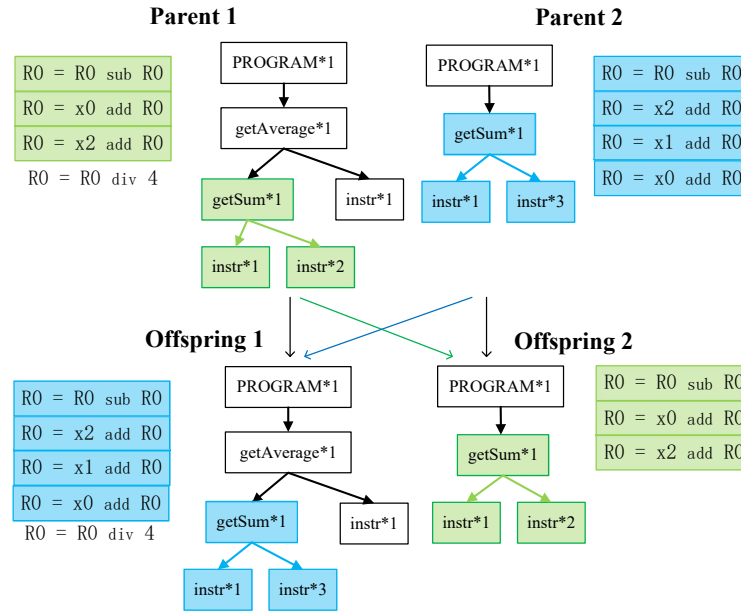 Parent 1
Parent 2
R0 = R0 sub R0
R0 = x0 add R0
R0 = x2 add R0
R0 = R0 div 4
PROGRAM*1
getAverage*1
getSum*1
instr*1
instr*1
instr*2
PROGRAM*1
getSum*1
instr*1
instr*3
R0 = R0 sub R0
R0 = x2 add R0
R0 = x1 add R0
R0 = x0 add R0
Offspring 1
Offspring 2
R0 = R0 sub R0
R0 = x2 add R0
R0 = x1 add R0
R0 = x0 add R0
R0 = R0 div 4
PROGRAM*1
getAverage*1
getSum*1
instr*1
instr*1
instr*3
PROGRAM*1
getSum*1
instr*1
instr*2
R0 = R0 sub R0
R0 = x0 add R0
R0 = x2 add R0